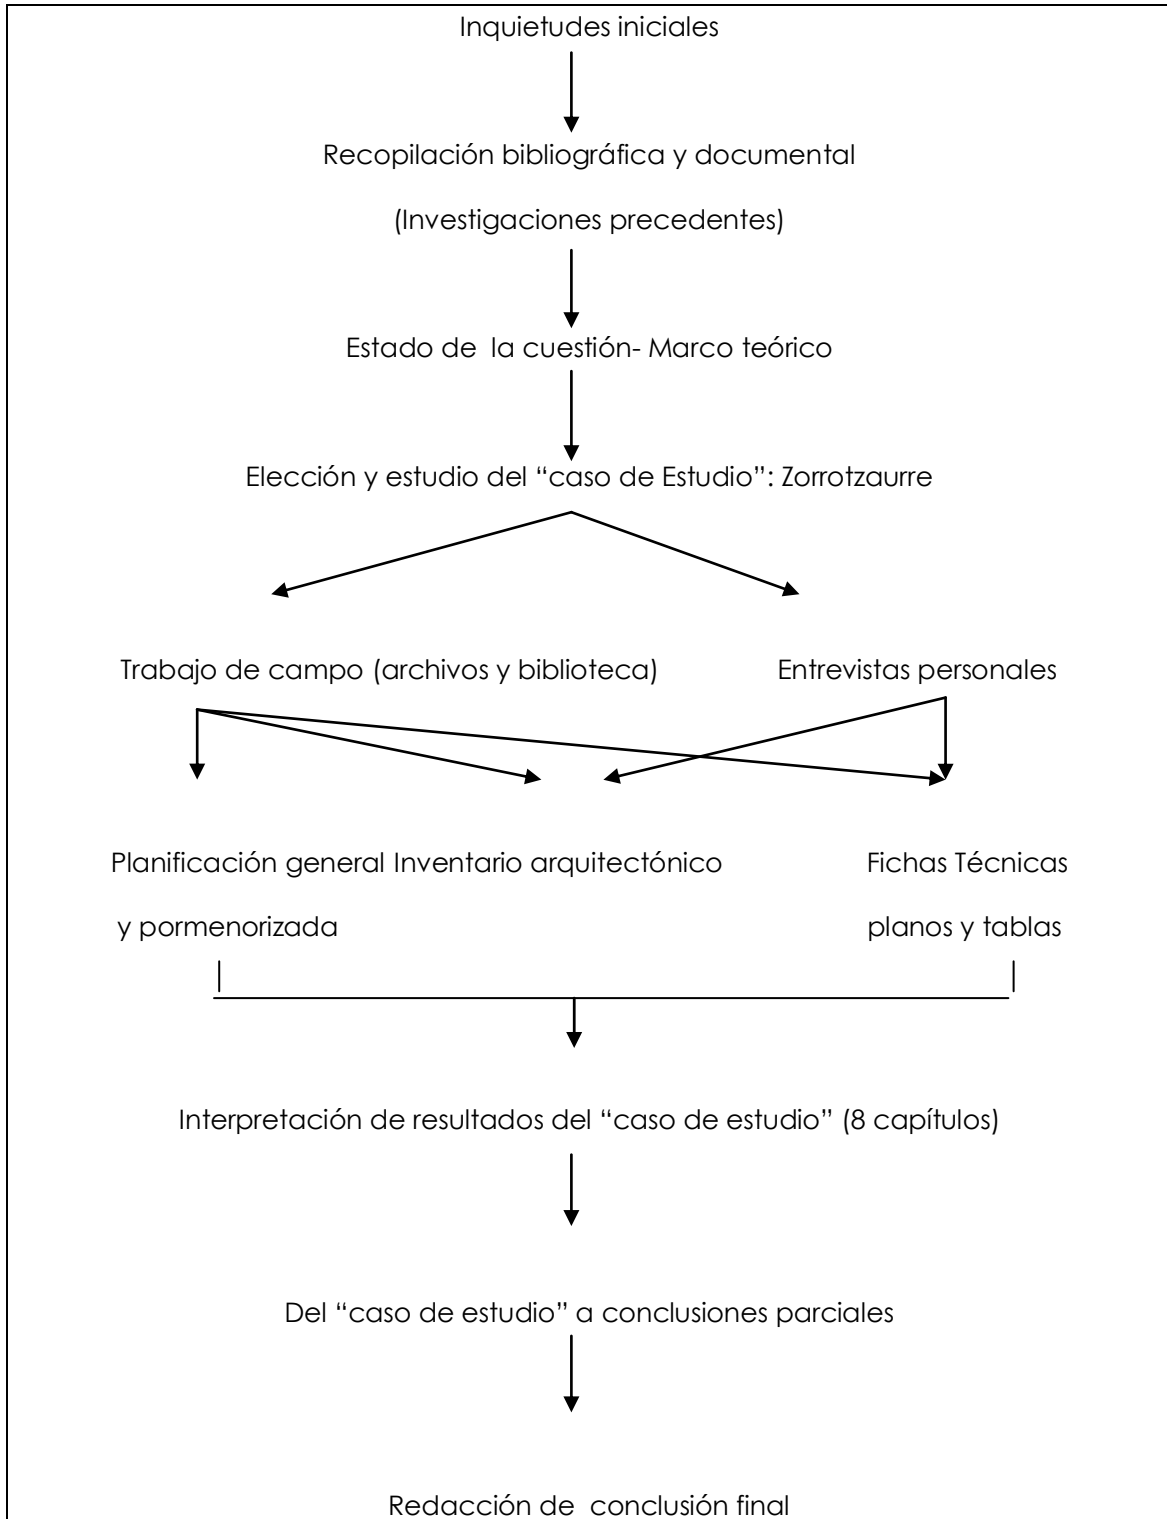 Inquietudes iniciales
Recopilación bibliográfica y documental
(Investigaciones precedentes)
Estado de  la cuestión- Marco teórico
Elección y estudio del “caso de Estudio”: Zorrotzaurre
Trabajo de campo (archivos y biblioteca)
Entrevistas personales
Planificación general Inventario arquitectónico
Fichas Técnicas
y pormenorizada
planos y tablas
Interpretación de resultados del “caso de estudio” (8 capítulos)
Del “caso de estudio” a conclusiones parciales
Redacción de  conclusión final